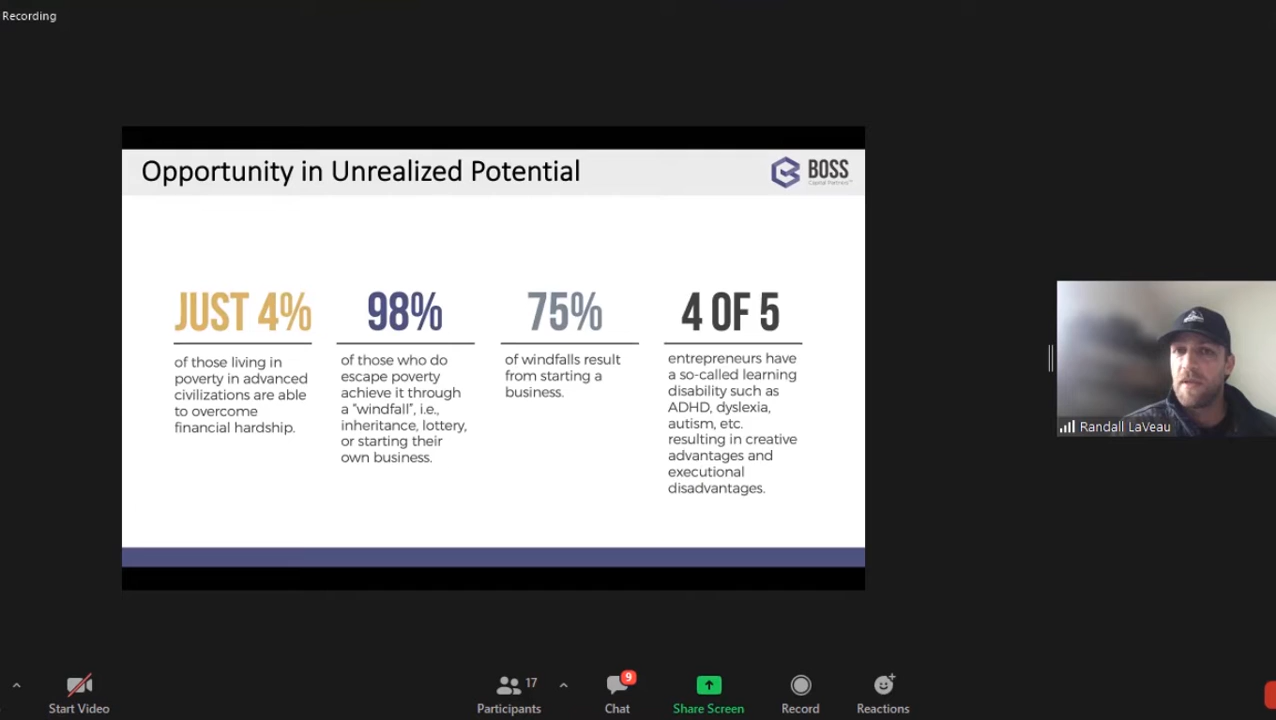 Recording
Opportunity in Unrealized Potential
BOSS
Capital Partners™
JUST 4%
of those living in
poverty in advanced
civilizations are able
to overcome
financial hardship.
98%
of those who do
escape poverty
achieve it through
a “windfall”, i.e.,
inheritance, lottery,
or starting their
own business.
75%
of windfalls result
from starting a
business.
4 OF 5
entrepreneurs have
a so-called learning
disability such as
ADHD, dyslexia,
autism, etc.
resulting in creative
advantages and
executional
disadvantages.
Randall LaVeau
Start Video
17
Participants
9
Chat
Share Screen
Record
Reactions